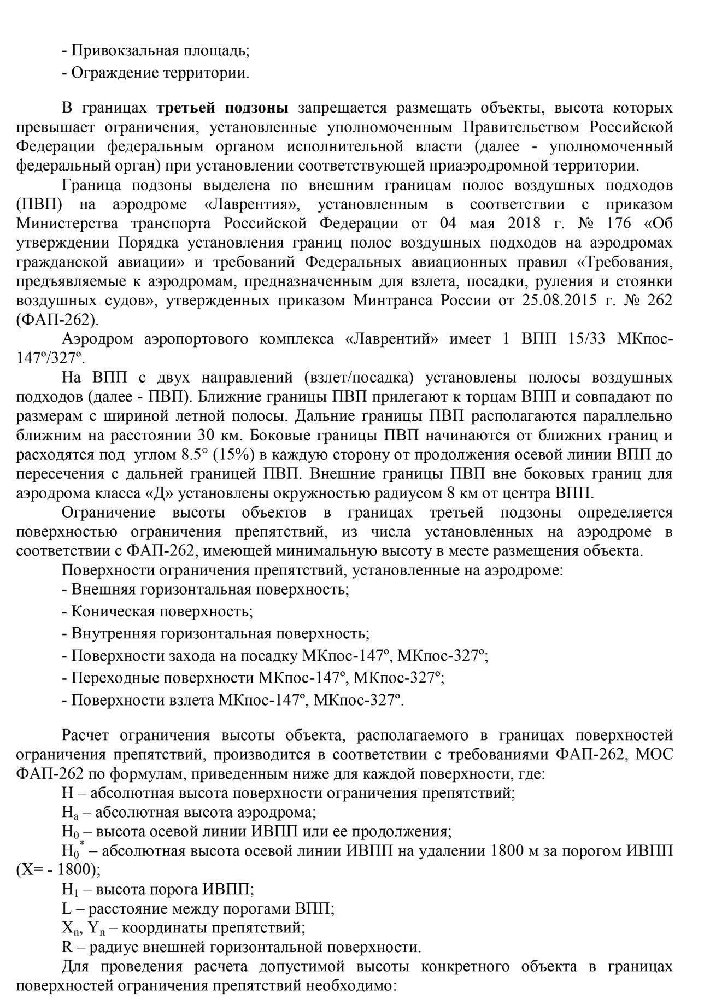 - Привокзальная площадь;
- Ограждение территории.
В границах третьей подзоны запрещается размещать объекты, высота которых
превышает ограничения, установленные уполномоченным Правительством Российской
Федерации федеральным органом исполнительной власти (далее - уполномоченный
федеральный орган) при установлении соответствующей приаэродромной территории.
Граница подзоны выделена по внешним границам полос воздушных подходов
(ПВП) на аэродроме «Лаврентия», установленным в соответствии с приказом
Министерства транспорта Российской Федерации от 04 мая 2018 г. № 176 «Об
утверждении Порядка установления границ полос воздушных подходов на аэродромах
гражданской авиации» и требований Федеральных авиационных правил «Требования,
предъявляемые к аэродромам, предназначенным для взлета, посадки, руления и стоянки
воздушных судов», утвержденных приказом Минтранса России от 25.08.2015 г. № 262
(ФАП-262).
Аэродром аэропортового комплекса «Лаврентий» имеет 1 ВПП 15/33 МКпос-
147º/327º.
На ВПП с двух направлений (взлет/посадка) установлены полосы воздушных
подходов (далее - ПВП). Ближние границы ПВП прилегают к торцам ВПП и совпадают по
размерам с шириной летной полосы. Дальние границы ПВП располагаются параллельно
ближним на расстоянии 30 км. Боковые границы ПВП начинаются от ближних границ и
расходятся под угλом 8.5° (15%) в каждую сторону от продолжения осевой линии ВПП до
пересечения с дальней границей ПВП. Внешние границы ПВП вне боковых границ для
аэродрома класса «Д» установлены окружностью радиусом 8 км от центра ВПП.
Ограничение высоты объектов в границах третьей подзоны определяется
поверхностью ограничения препятствий, из числа установленных на аэродроме в
соответствии с ФАП-262, имеющей минимальную высоту в месте размещения объекта.
Поверхности ограничения препятствий, установленные на аэродроме:
- Внешняя горизонтальная поверхность;
- Коническая поверхность;
- Внутренняя горизонтальная поверхность;
- Поверхности захода на посадку МКпос-147º, МКпос-327º;
- Переходные поверхности МКпос-147º, МКпос-327º;
- Поверхности взлета МКпос-147º, МКпос-327º.
Расчет ограничения высоты объекта, располагаемого в границах поверхностей
ограничения препятствий, производится в соответствии с требованиями ФАП-262, МОС
ФАП-262 по формулам, приведенным ниже для каждой поверхности, где:
Н – абсолютная высота поверхности ограничения препятствий;
Hа – абсолютная высота аэродрома;
H0 – высота осевой линии ИВПП или ее продолжения;
H0* – абсолютная высота осевой линии ИВПП на удалении 1800 м за порогом ИВПП
(Х= - 1800);
H1 – высота порога ИВПП;
L – расстояние между порогами ВПП;
Xn, Yn – координаты препятствий;
R – радиус внешней горизонтальной поверхности.
Для проведения расчета допустимой высоты конкретного объекта в границах
поверхностей ограничения препятствий необходимо: